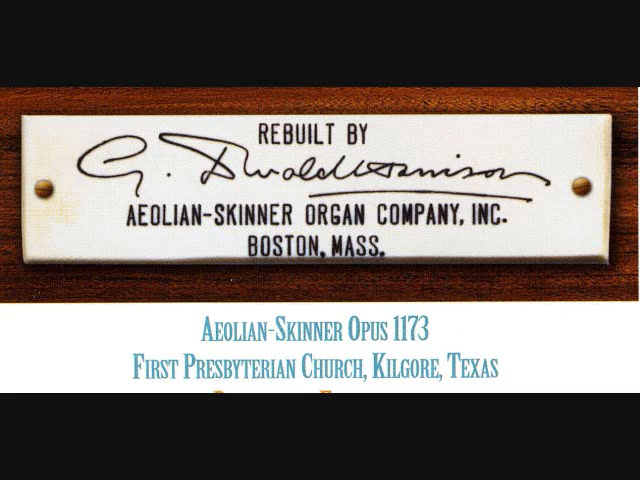 REBUILT BY
G. Donald Harrison
AEOLIAN-SKINNER ORGAN COMPANY, INC.
BOSTON, MASS.
AEOLIAN-SKINNER OPUS 1173
FIRST PRESBYTERIAN CHURCH, KILGORE, TEXAS